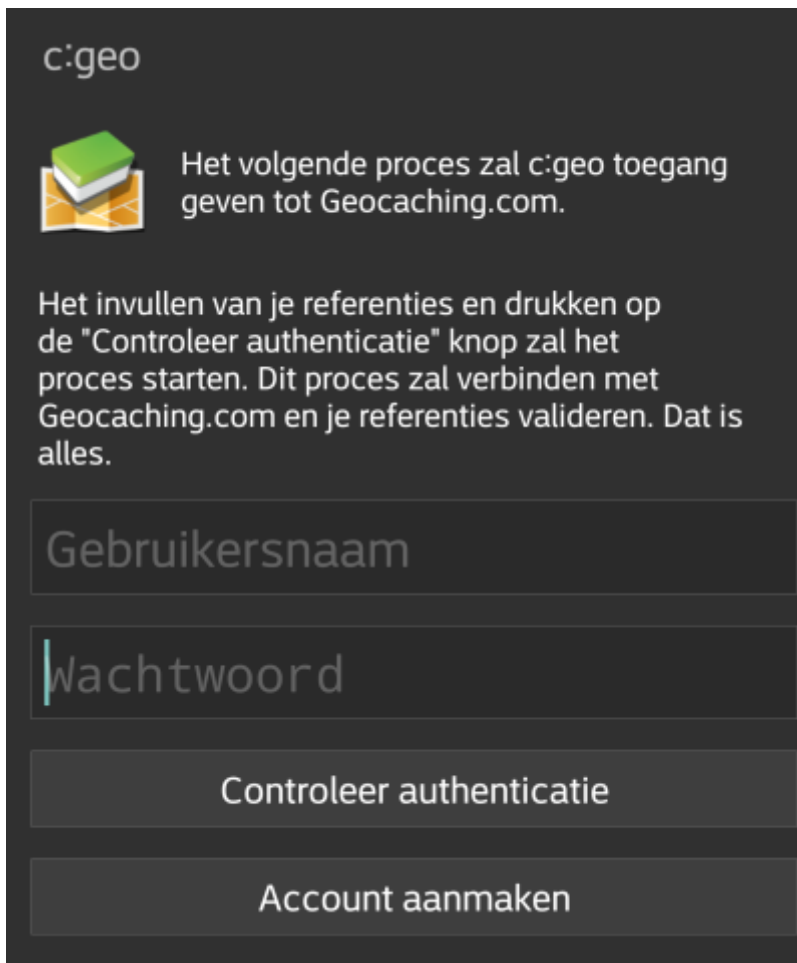 c:geo
Het volgende proces zal c:geo toegang
geven tot Geocaching.com.
Het invullen van je referenties en drukken op
de "Controleer authenticatie" knop zal het
proces starten. Dit proces zal verbinden met
Geocaching.com en je referenties valideren. Dat is
alles.
Gebruikersnaam
Wachtwoord
Controleer authenticatie
Account aanmaken